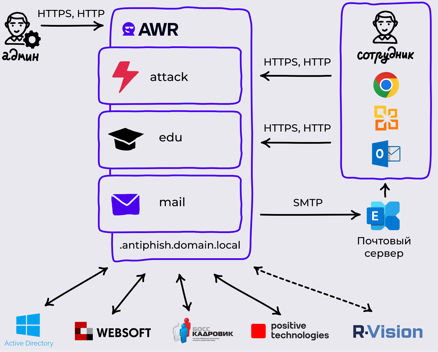 HTTPS, HTTP
админ
AWR
attack
edu
mail
.antiphish.domain.local
HTTPS, HTTP
HTTPS, HTTP
SMTP
сотрудник
Почтовый
сервер
Active Directory
WEBSOFT
БОСС
КАДРОВИК
positive
technologies
R·Vision